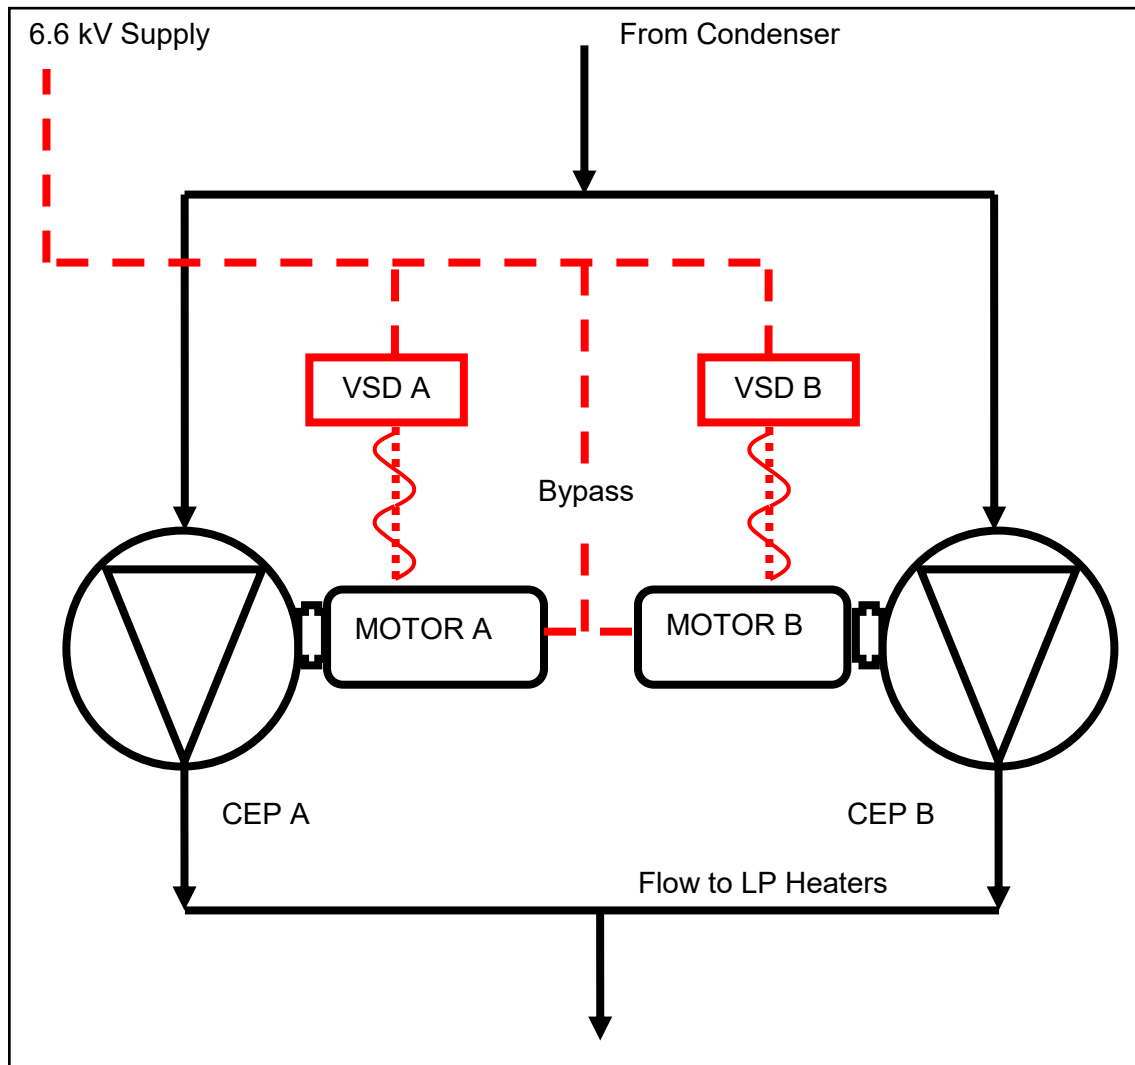 6.6 kV Supply
From Condenser
VSD A
VSD B
Bypass
MOTOR A
MOTOR B
CEP A
CEP B
Flow to LP Heaters